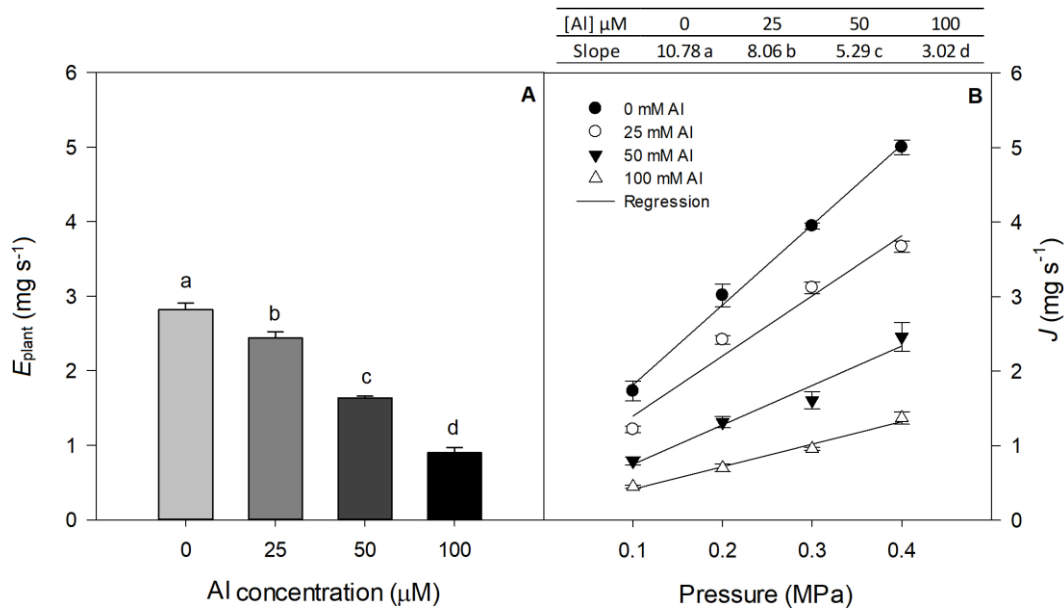 [Al] μM 0 25 50 100
Slope 10.78 a 8.06 b 5.29 c 3.02 d
A
6
5
4
3
2
1
0
E plant (mg s⁻¹)
a
b
c
d
0 25 50 100
Al concentration (μM)
B
0 mM Al
25 mM Al
50 mM Al
100 mM Al
Regression
6
5
4
3
2
1
0
J (mg s⁻¹)
0.1 0.2 0.3 0.4
Pressure (MPa)